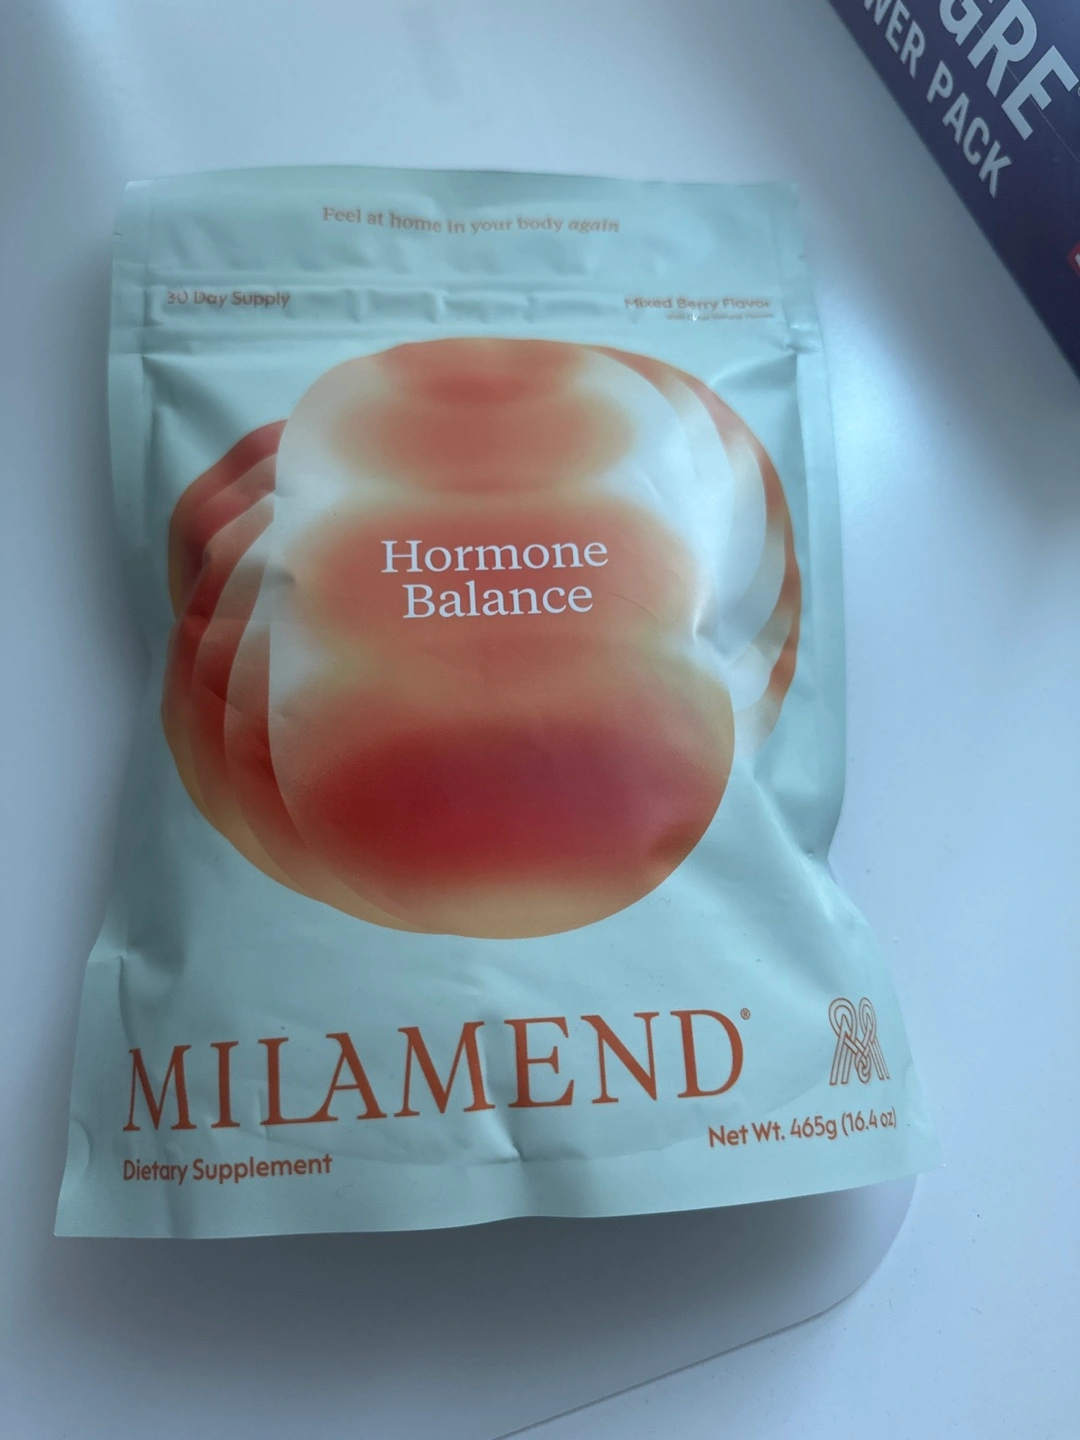 Feel at home in your body again
30 Day Supply
Mixed Berry Flavor
Hormone
Balance
MILAMEND®
Net Wt. 465g (16.4 oz)
Dietary Supplement
GRE
NER PACK